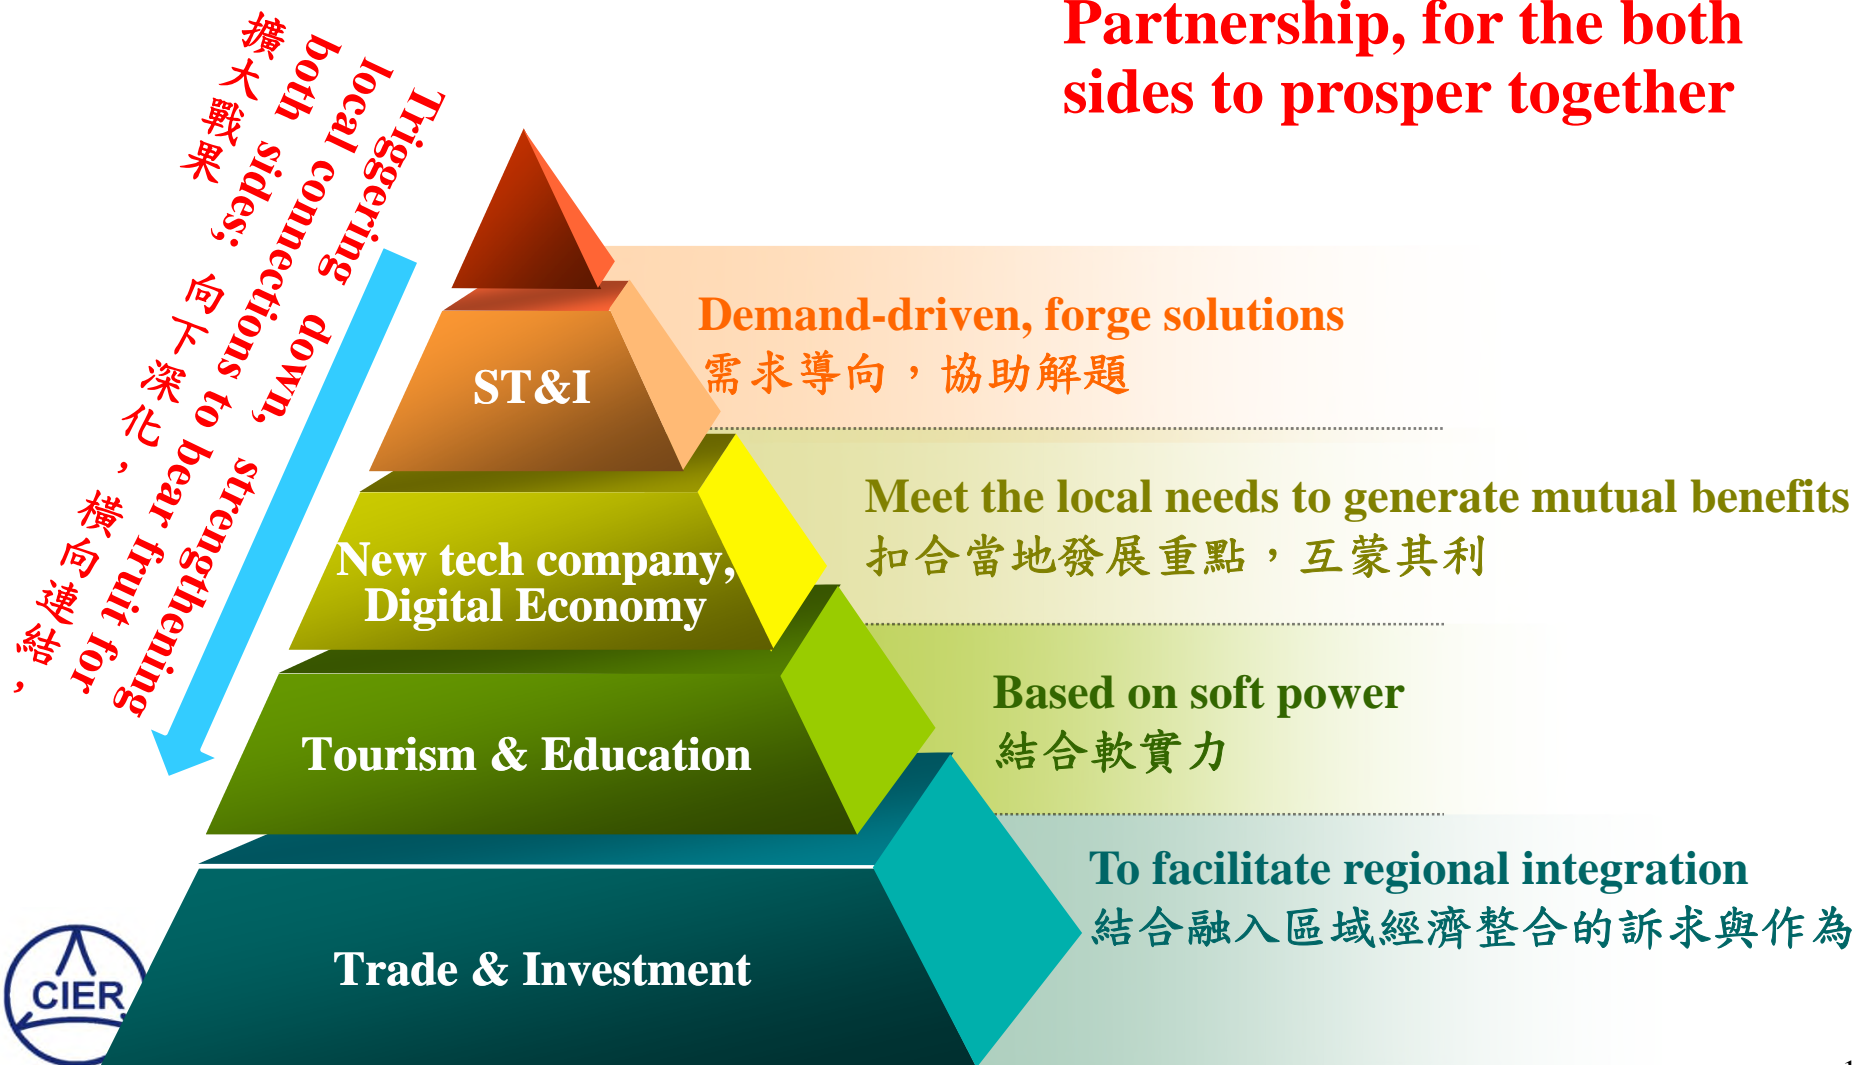 Partnership, for the both
sides to prosper together
Triggering down, strengthening
local connections to bear fruit for
both sides; 向下深化，橫向連結，
擴大戰果
Demand-driven, forge solutions
需求導向，協助解題
ST&I
Meet the local needs to generate mutual benefits
扣合當地發展重點，互蒙其利
New tech company,
Digital Economy
Based on soft power
結合軟實力
Tourism & Education
To facilitate regional integration
結合融入區域經濟整合的訴求與作為
Trade & Investment
CIER